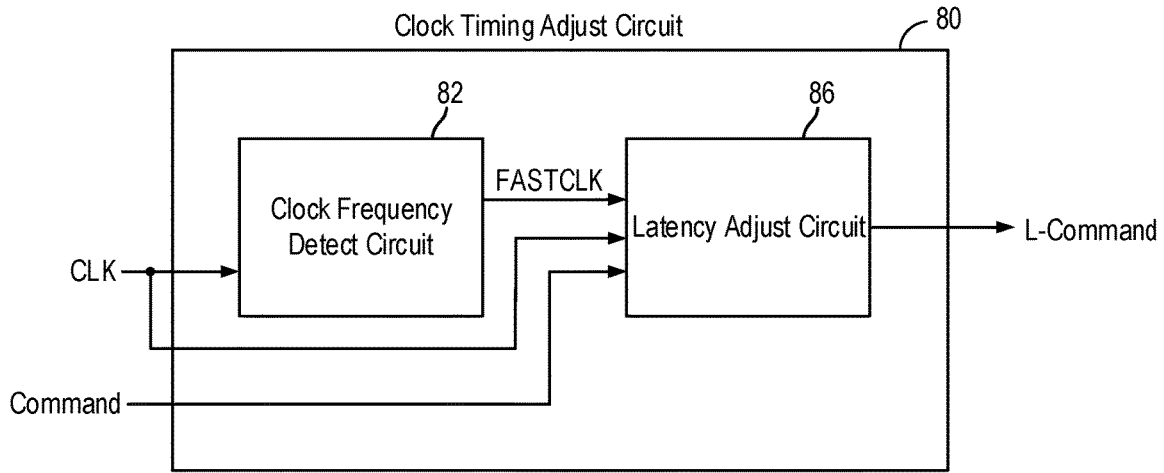 Clock Timing Adjust Circuit
80
82
86
FASTCLK
Clock Frequency
Detect Circuit
Latency Adjust Circuit
L-Command
CLK
Command